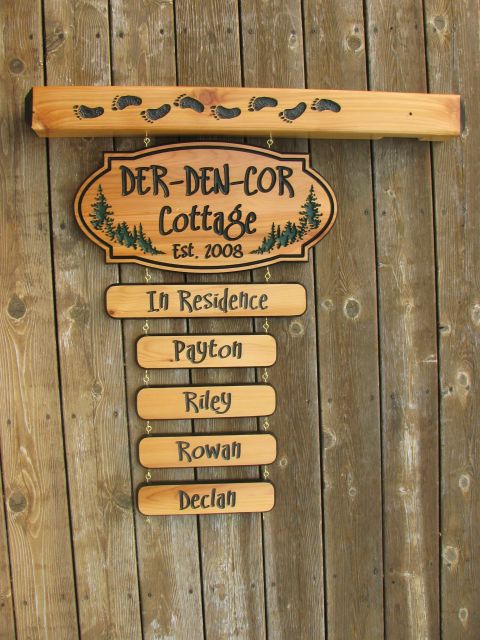 DER-DEN-COR
Cottage
Est. 2008
In Residence
Payton
Riley
Rowan
Declan